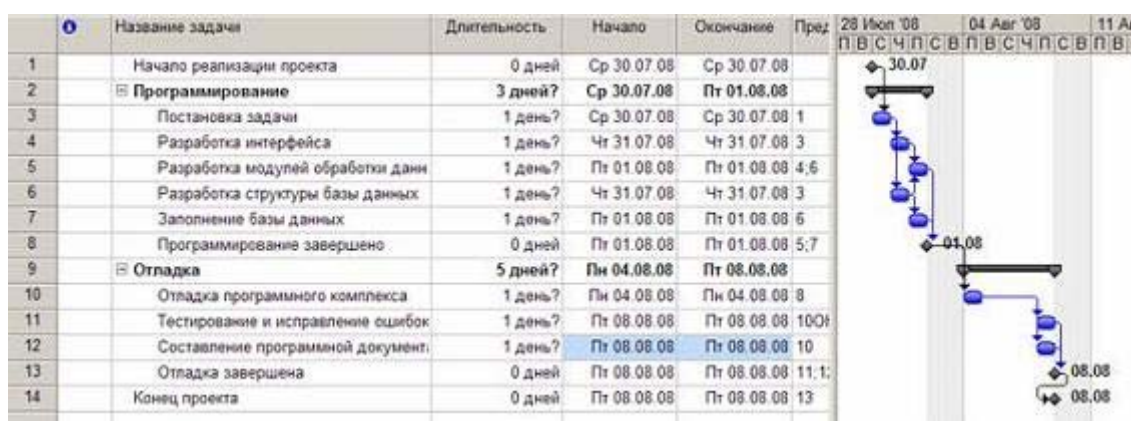 Название задачи Длительность Начало Окончание Пред 28 Июл '08 04 Авг '08 11 А
П В С Ч П С В П В С Ч П С В П В
1 Начало реализации проекта 0 дней Ср 30.07.08 Ср 30.07.08 30.07
2 Программирование 3 дней? Ср 30.07.08 Пт 01.08.08
3 Постановка задачи 1 день? Ср 30.07.08 Ср 30.07.08 1
4 Разработка интерфейса 1 день? Чт 31.07.08 Чт 31.07.08 3
5 Разработка модулей обработки данн 1 день? Пт 01.08.08 Пт 01.08.08 4;6
6 Разработка структуры базы данных 1 день? Чт 31.07.08 Чт 31.07.08 3
7 Заполнение базы данных 1 день? Пт 01.08.08 Пт 01.08.08 6
8 Программирование завершено 0 дней Пт 01.08.08 Пт 01.08.08 5;7 01.08
9 Отладка 5 дней? Пн 04.08.08 Пт 08.08.08
10 Отладка программного комплекса 1 день? Пн 04.08.08 Пн 04.08.08 8
11 Тестирование и исправление ошибок 1 день? Пт 08.08.08 Пт 08.08.08 10ОН
12 Составление программной документ 1 день? Пт 08.08.08 Пт 08.08.08 10
13 Отладка завершена 0 дней Пт 08.08.08 Пт 08.08.08 11;1 08.08
14 Конец проекта 0 дней Пт 08.08.08 Пт 08.08.08 13 08.08